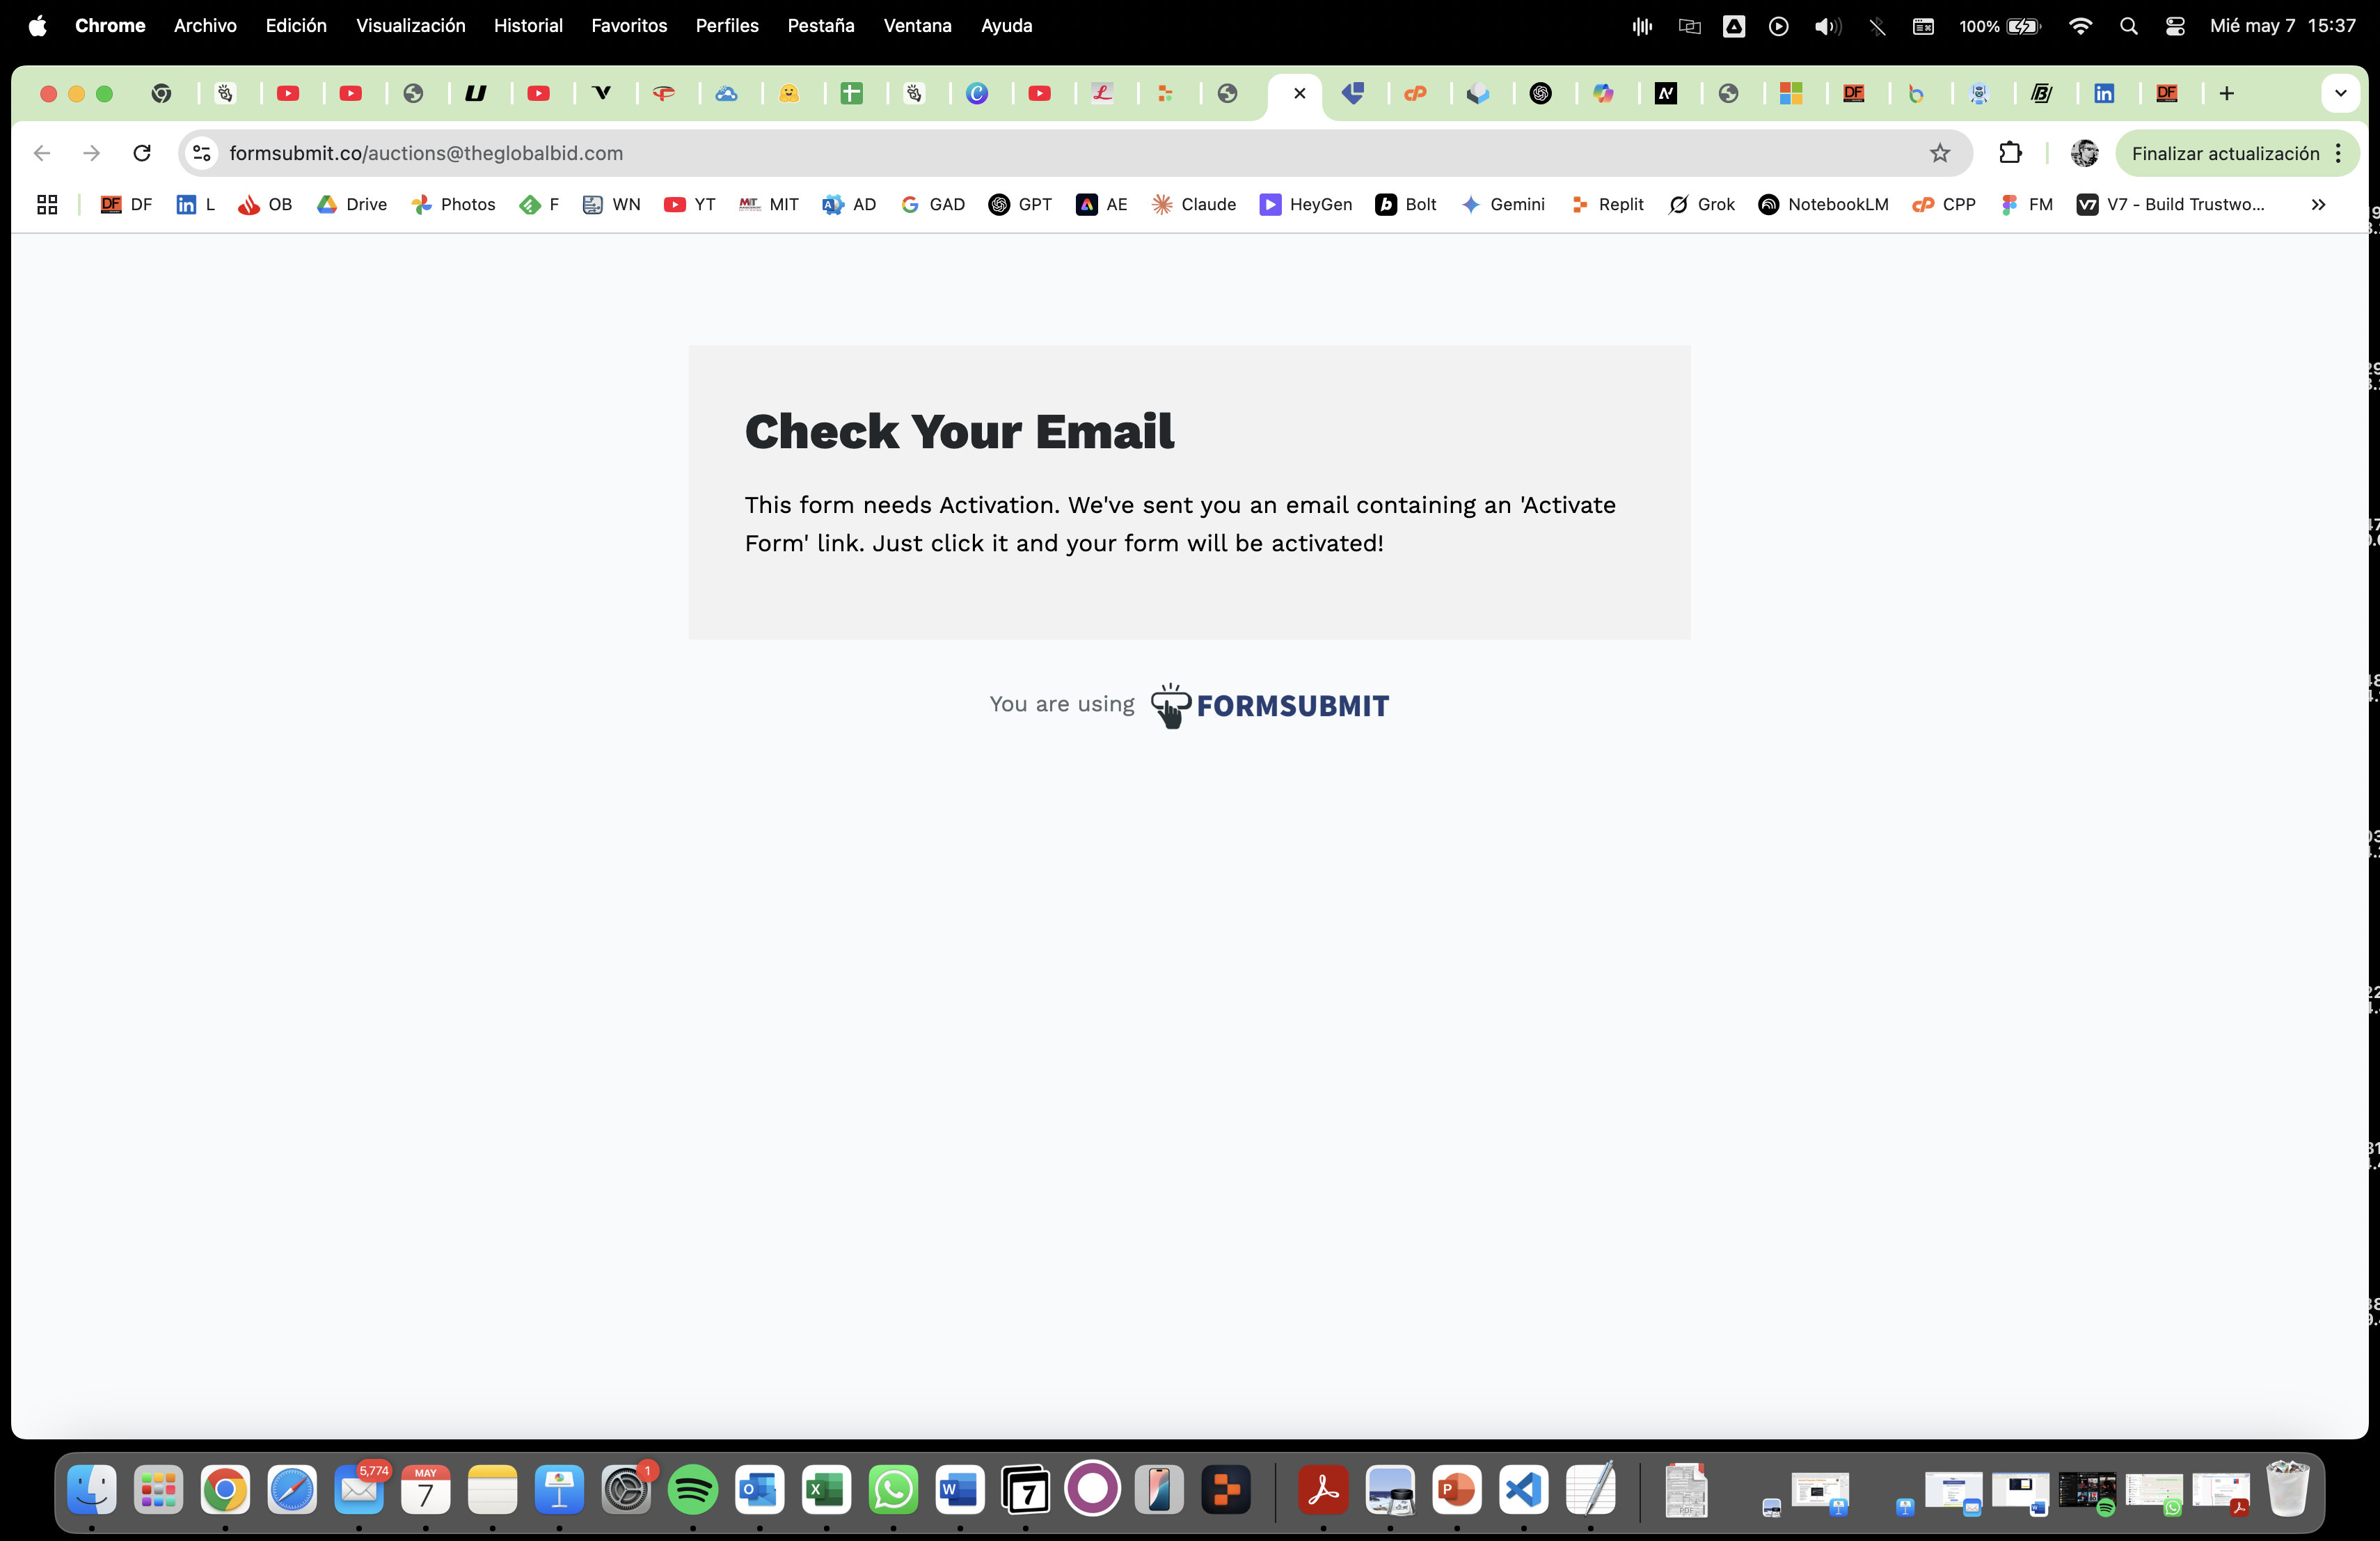 Chrome Archivo Edición Visualización Historial Favoritos Perfiles Pestaña Ventana Ayuda 100% Mié may 7 15:37
formsubmit.co/auctions@theglobalbid.com Finalizar actualización
DF L OB Drive Photos F WN YT MIT AD GAD GPT AE Claude HeyGen Bolt Gemini Replit Grok NotebookLM CPP FM V7 - Build Trustwo...
Check Your Email
This form needs Activation. We've sent you an email containing an 'Activate
Form' link. Just click it and your form will be activated!
You are using FORMSUBMIT
5,774 MAY 7 1